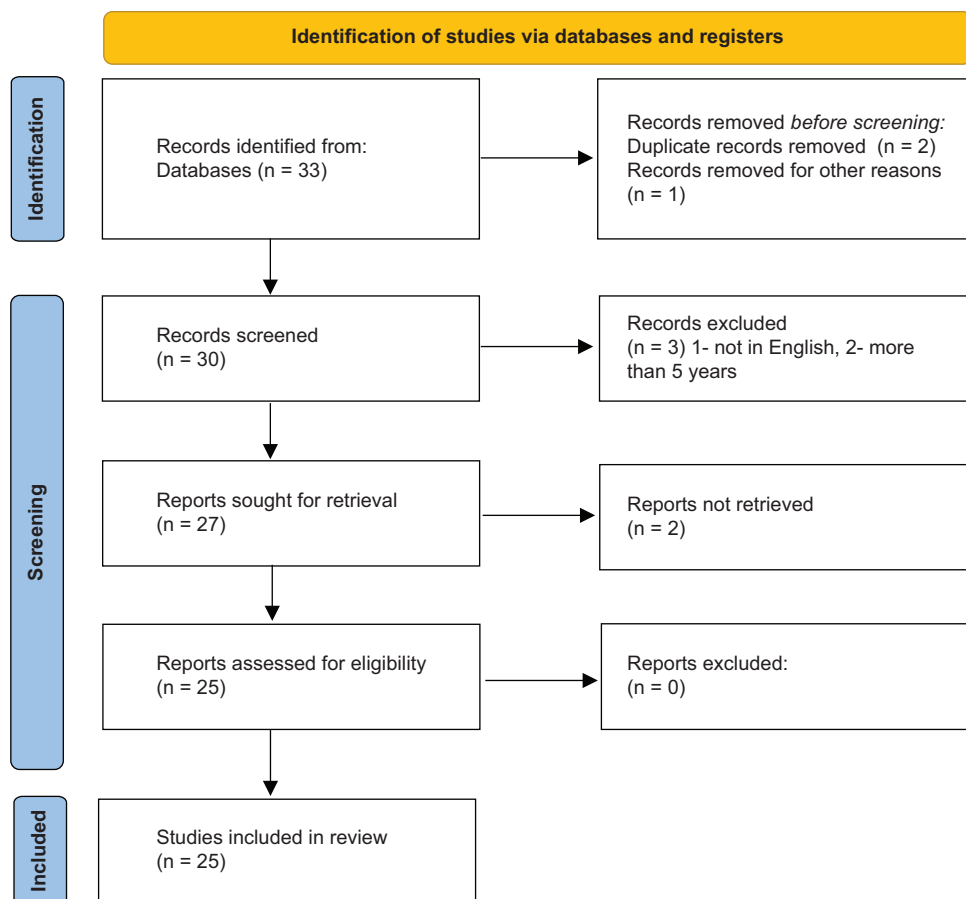 Identification of studies via databases and registers
Identification
Records identified from:
Databases (n = 33)
Records removed before screening:
Duplicate records removed (n = 2)
Records removed for other reasons
(n = 1)
Screening
Records screened
(n = 30)
Records excluded
(n = 3) 1- not in English, 2- more
than 5 years
Reports sought for retrieval
(n = 27)
Reports not retrieved
(n = 2)
Reports assessed for eligibility
(n = 25)
Reports excluded:
(n = 0)
Included
Studies included in review
(n = 25)